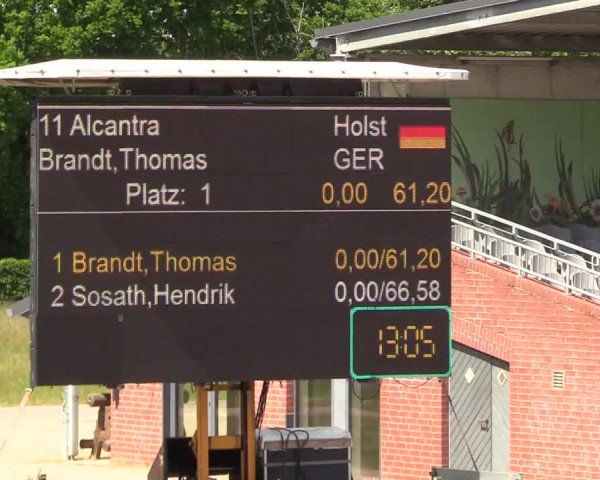 11 Alcantra Holst
Brandt,Thomas GER
Platz: 1 0,00 61,20
1 Brandt,Thomas 0,00/61,20
2 Sosath,Hendrik 0,00/66,58
13:05